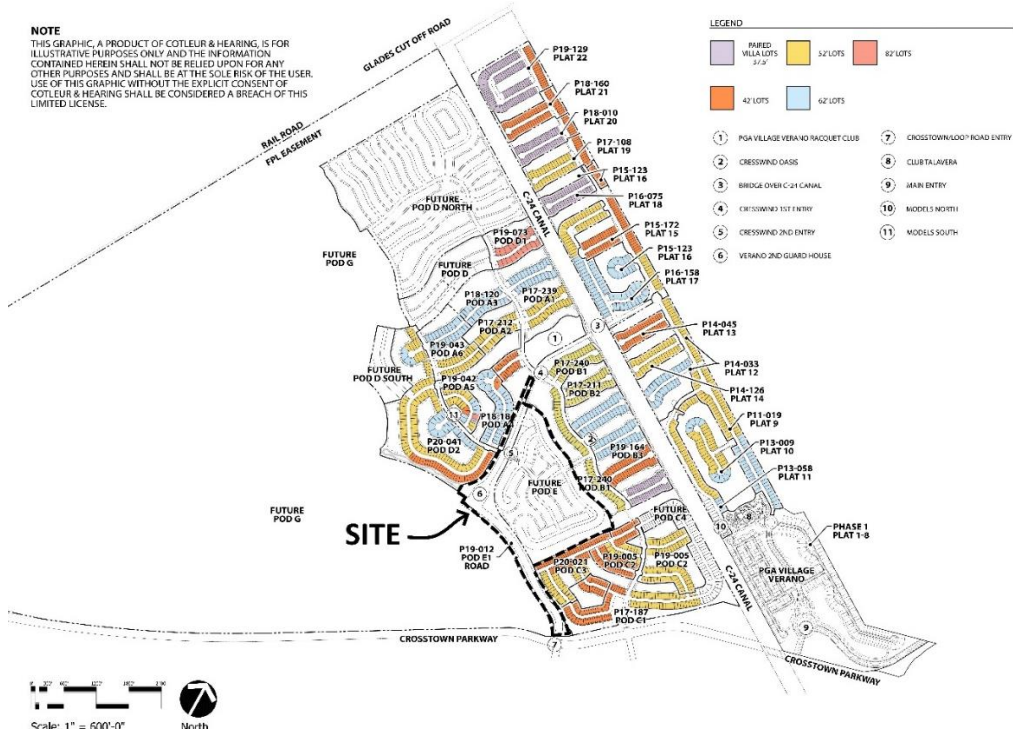 NOTE
THIS GRAPHIC, A PRODUCT OF COTLEUR & HEARING, IS FOR
ILLUSTRATIVE PURPOSES ONLY AND THE INFORMATION
CONTAINED HEREIN SHALL NOT BE RELIED UPON FOR ANY
OTHER PURPOSES AND SHALL BE AT THE SOLE RISK OF THE USER.
USE OF THIS GRAPHIC WITHOUT THE EXPLICIT CONSENT OF
COTLEUR & HEARING SHALL BE CONSIDERED A BREACH OF THIS
LIMITED LICENSE.
GLADES CUT OFF ROAD
RAIL ROAD
FPL EASEMENT
LEGEND
PAIRED
VILLA LOTS
37.5'
52' LOTS
82' LOTS
42' LOTS
62' LOTS
1 PGA VILLAGE VERANO RACQUET CLUB
2 CRESSWIND OASIS
3 BRIDGE OVER C-24 CANAL
4 CRESSWIND 1ST ENTRY
5 CRESSWIND 2ND ENTRY
6 VERANO 2ND GUARD HOUSE
7 CROSSTOWN/LOOP ROAD ENTRY
8 CLUB TALAVERA
9 MAIN ENTRY
10 MODELS NORTH
11 MODELS SOUTH
P19-129
PLAT 22
P18-160
PLAT 21
P18-010
PLAT 20
P17-108
PLAT 19
P15-123
PLAT 16
P16-075
PLAT 18
P15-172
PLAT 15
P15-123
PLAT 16
P16-158
PLAT 17
P14-045
PLAT 13
P14-033
PLAT 12
P14-126
PLAT 14
P11-019
PLAT 9
P13-009
PLAT 10
P13-058
PLAT 11
PHASE 1
PLAT 1-8
PGA VILLAGE
VERANO
C-24 CANAL
C-24 CANAL
FUTURE
POD D NORTH
P19-073
POD D1
FUTURE
POD D
FUTURE
POD G
P18-120
POD A3
P17-239
POD A1
P17-212
POD A2
P19-043
POD A6
FUTURE
POD D SOUTH
P19-042
POD A5
P17-240
POD B1
P17-211
POD B2
P18-18
P20-041
POD D2
P19-164
POD B3
P17-240
POD B1
FUTURE
POD E
FUTURE
POD C4
FUTURE
POD G
SITE
P19-012
POD E1
ROAD
P20-021
POD C3
P19-005
POD C2
P19-005
POD C2
P17-187
POD C1
1
2
3
4
5
6
7
8
9
10
11
CROSSTOWN PARKWAY
CROSSTOWN PARKWAY
Scale: 1" = 600'-0"
North